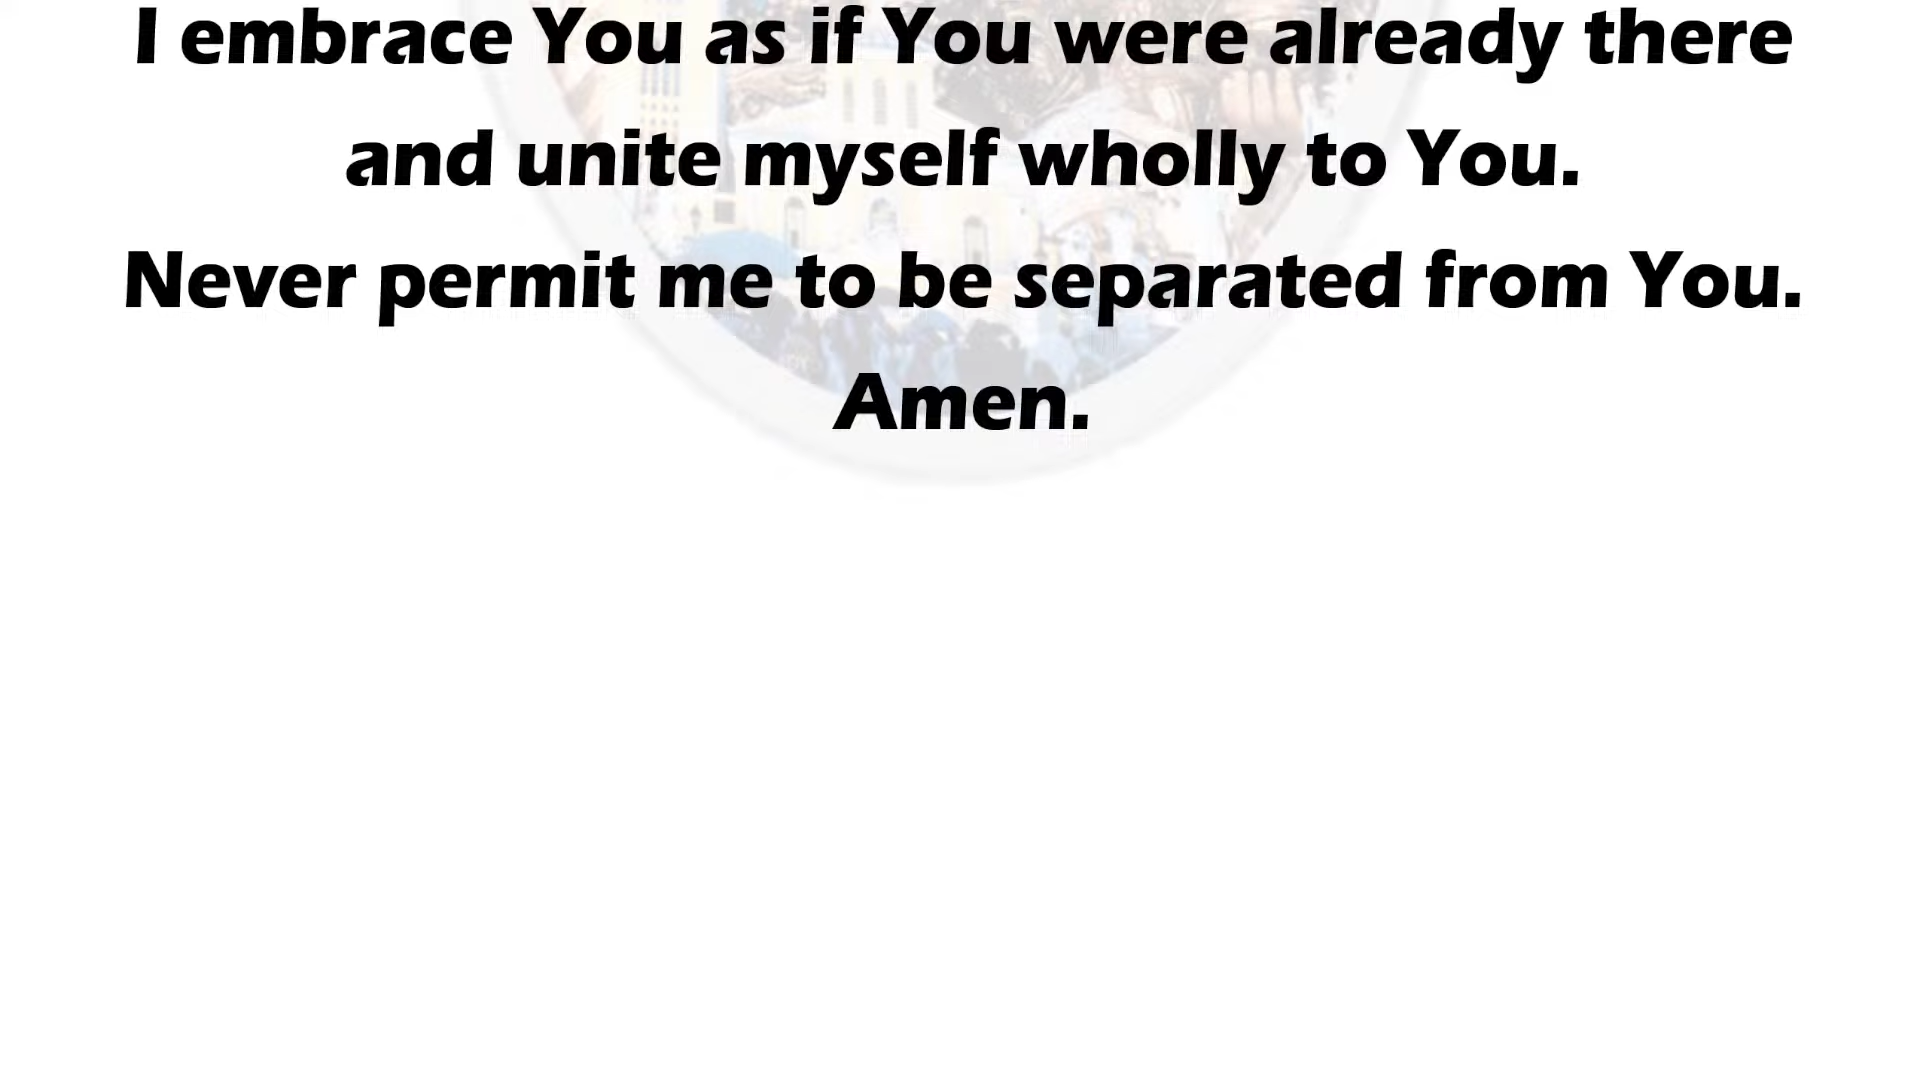 I embrace You as if You were already there
and unite myself wholly to You.
Never permit me to be separated from You.
Amen.